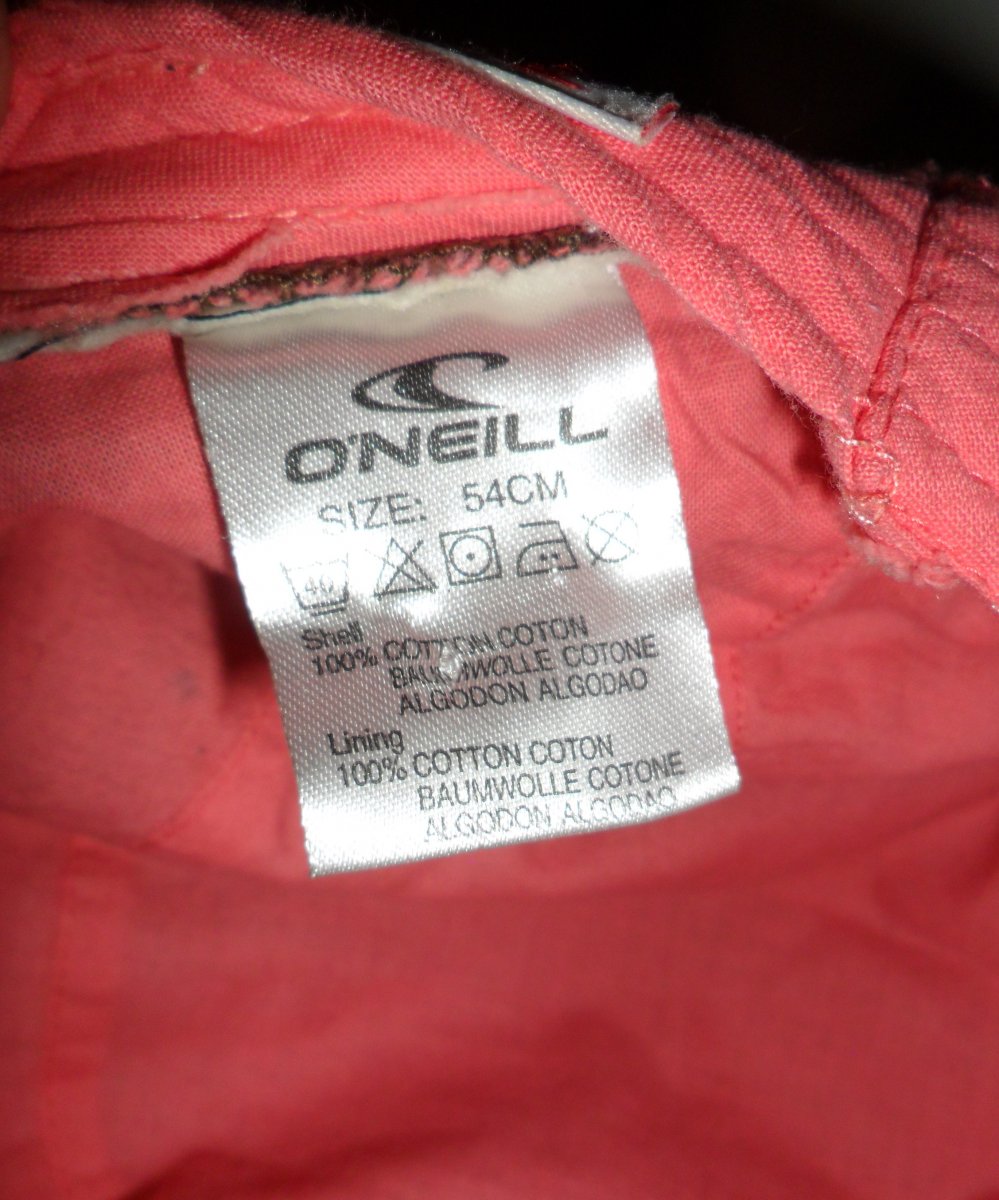 O'NEILL
SIZE: 54CM
40
Shell
100% COTTON COTON
BAUMWOLLE COTONE
ALGODON ALGODAO
Lining
100% COTTON COTON
BAUMWOLLE COTONE
ALGODON ALGODAO